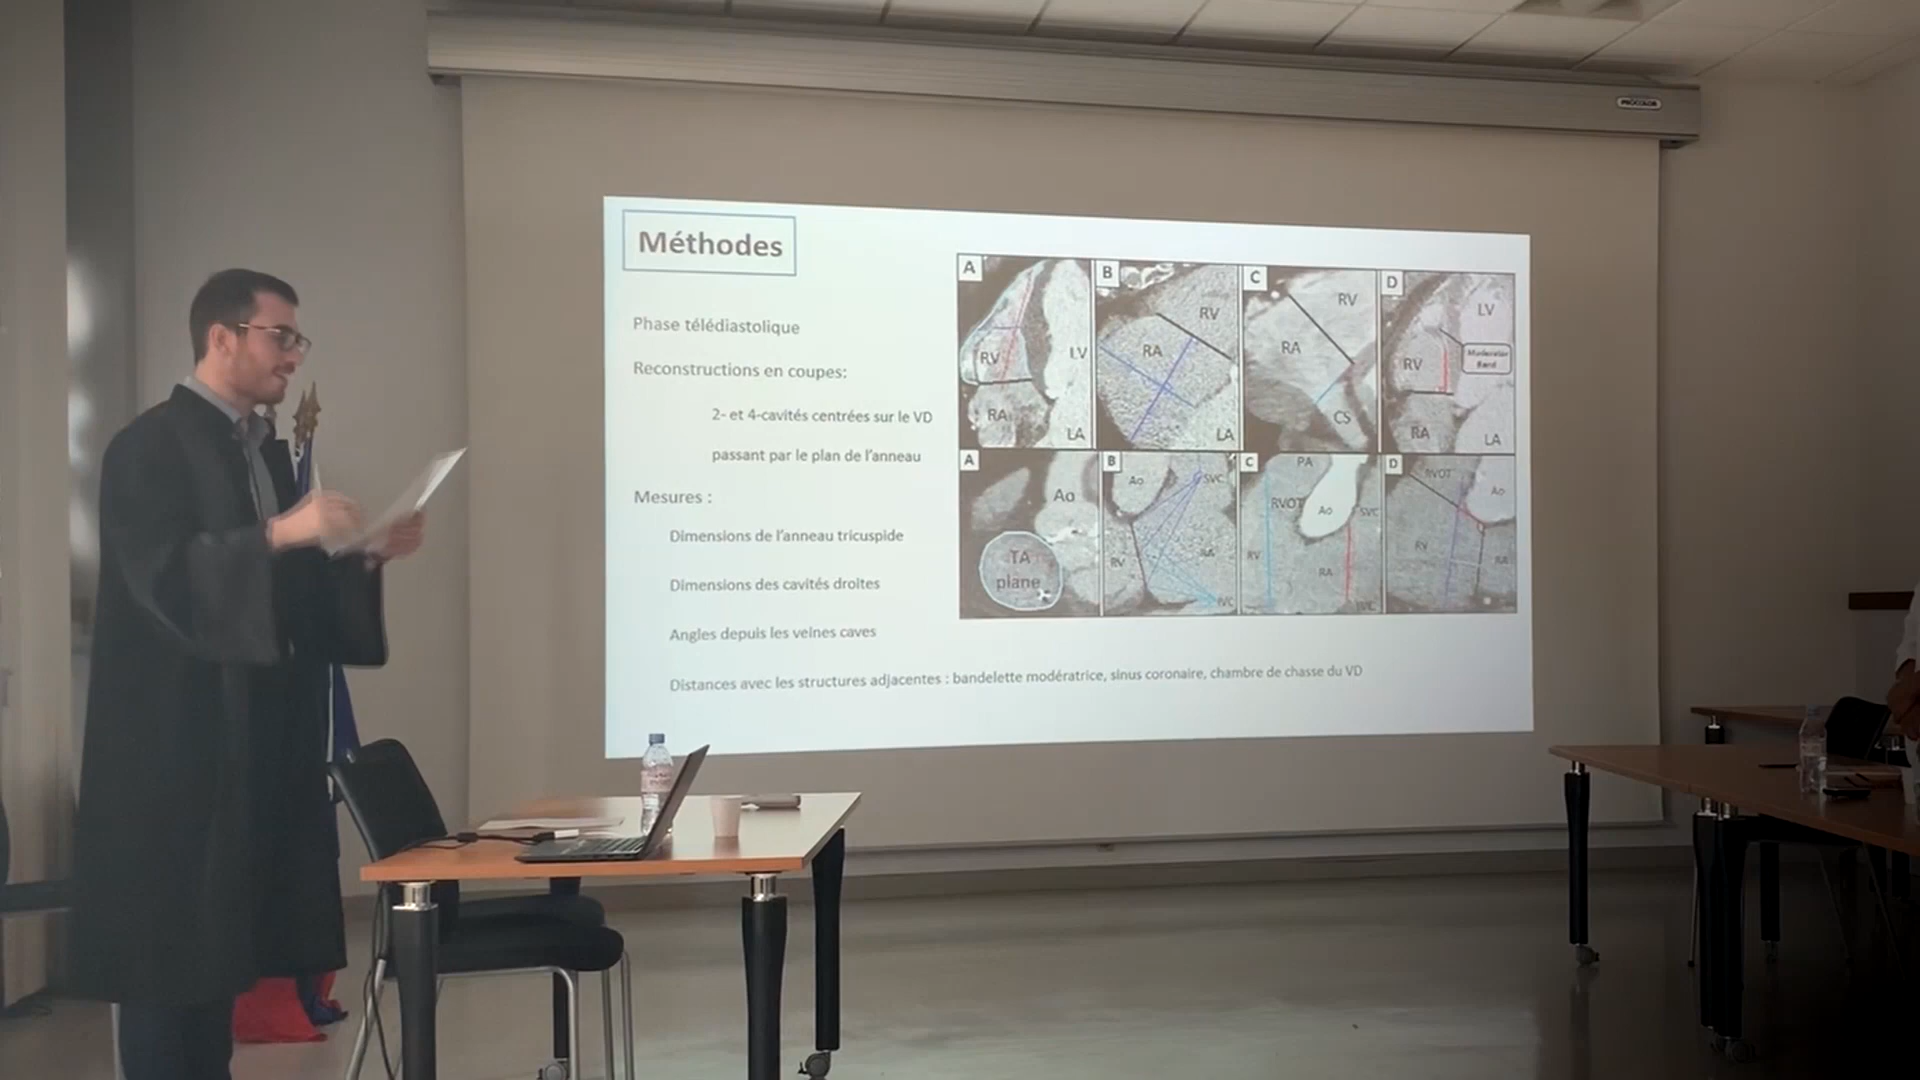 PROCOLOR
Méthodes
Phase télédiastolique
Reconstructions en coupes:
2- et 4-cavités centrées sur le VD
passant par le plan de l'anneau
Mesures :
Dimensions de l'anneau tricuspide
Dimensions des cavités droites
Angles depuis les veines caves
Distances avec les structures adjacentes : bandelette modératrice, sinus coronaire, chambre de chasse du VD
A
RV
LV
RA
LA
B
RV
RA
LA
C
RV
RA
CS
D
LV
RV
Moderator
Band
RA
LA
A
Ao
TA
plane
B
Ao
SVC
RV
RA
IVC
C
PA
RVOT
Ao
SVC
RV
RA
IVC
D
RVOT
Ao
RV
RA